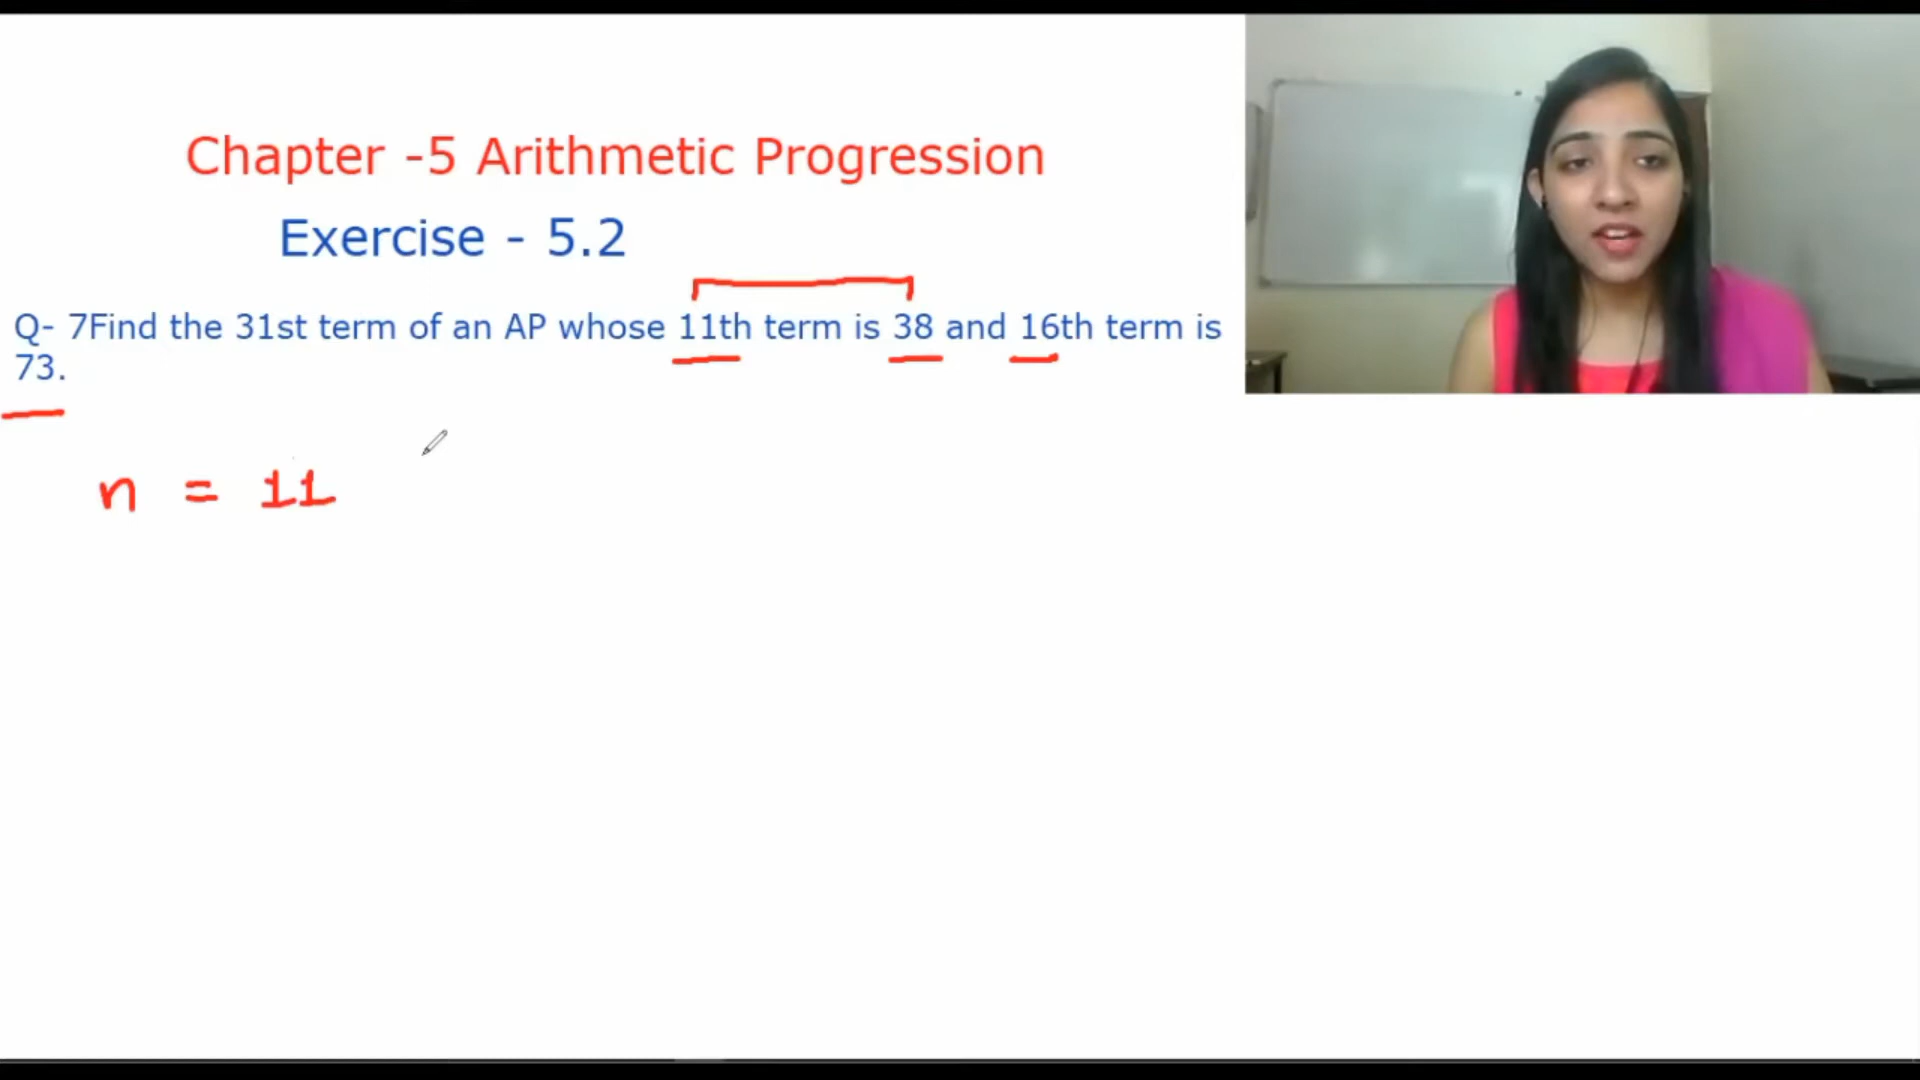 Chapter -5 Arithmetic Progression
Exercise - 5.2
Q- 7Find the 31st term of an AP whose 11th term is 38 and 16th term is
73.
n = 11